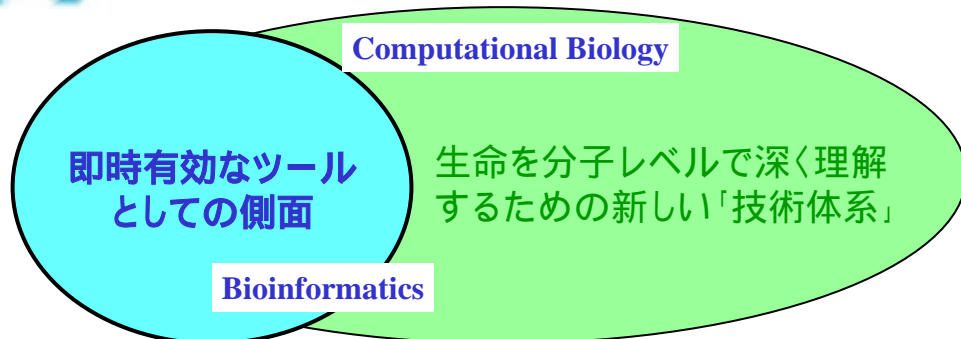 Computational Biology
即時有効なツール
としての側面
生命を分子レベルで深く理解
するための新しい「技術体系」
Bioinformatics